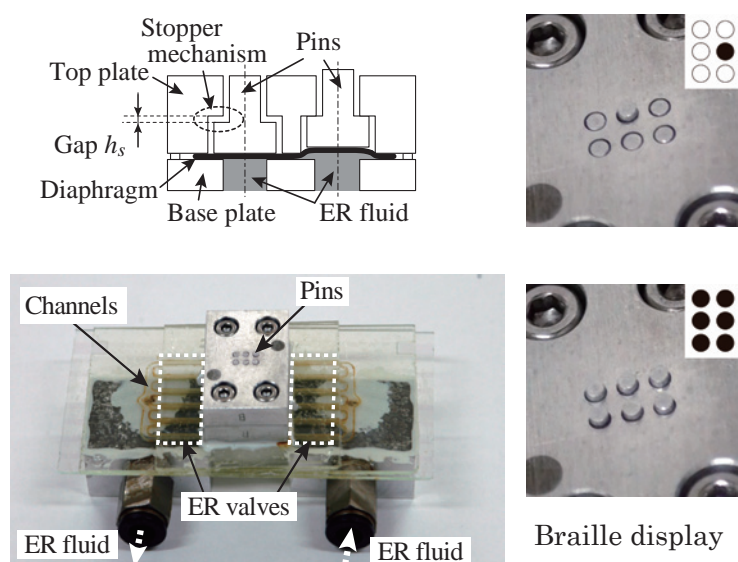 Stopper
mechanism
Pins
Top plate
Gap hs
Diaphragm
Base plate
ER fluid
Channels
Pins
ER valves
ER fluid
ER fluid
Braille display